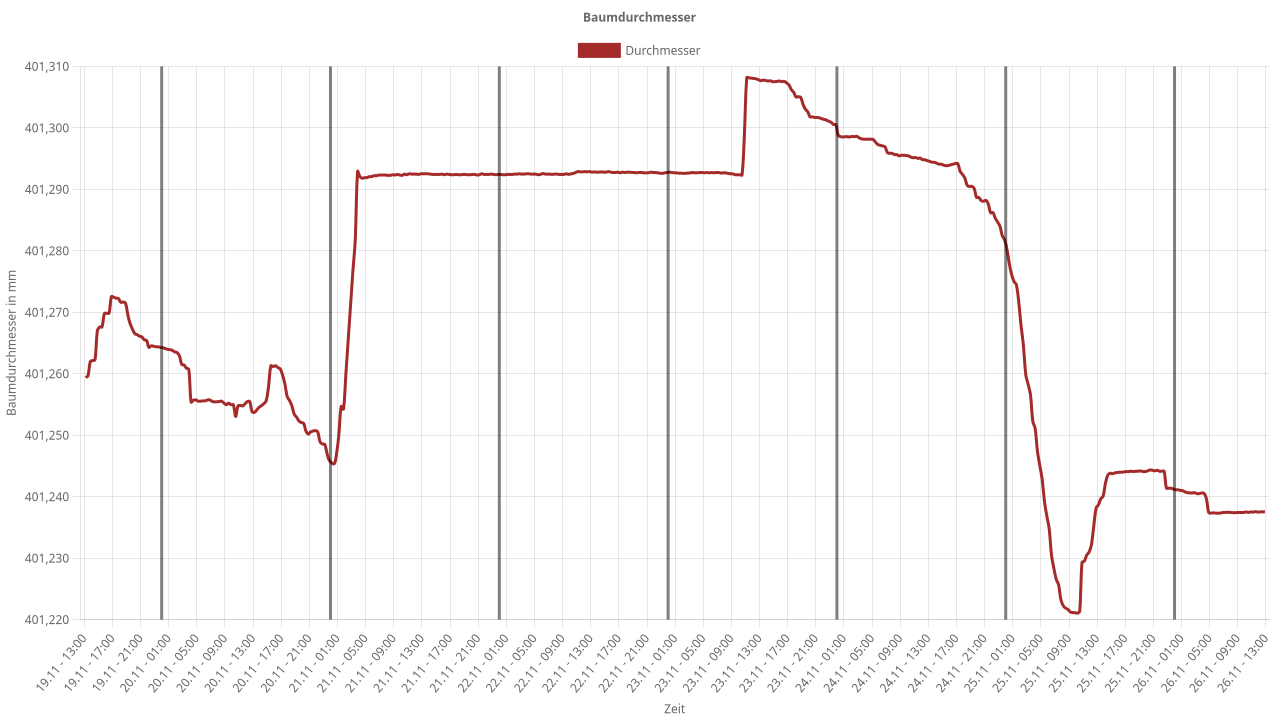 Baumdurchmesser
Durchmesser
401,310
401,300
401,290
401,280
401,270
401,260
401,250
401,240
401,230
401,220
Baumdurchmesser in mm
19.11 - 13:00
19.11 - 17:00
19.11 - 21:00
20.11 - 01:00
20.11 - 05:00
20.11 - 09:00
20.11 - 13:00
20.11 - 17:00
20.11 - 21:00
21.11 - 01:00
21.11 - 05:00
21.11 - 09:00
21.11 - 13:00
21.11 - 17:00
21.11 - 21:00
22.11 - 01:00
22.11 - 05:00
22.11 - 09:00
22.11 - 13:00
22.11 - 17:00
22.11 - 21:00
23.11 - 01:00
23.11 - 05:00
23.11 - 09:00
23.11 - 13:00
23.11 - 17:00
23.11 - 21:00
24.11 - 01:00
24.11 - 05:00
24.11 - 09:00
24.11 - 13:00
24.11 - 17:00
24.11 - 21:00
25.11 - 01:00
25.11 - 05:00
25.11 - 09:00
25.11 - 13:00
25.11 - 17:00
25.11 - 21:00
26.11 - 01:00
26.11 - 05:00
26.11 - 09:00
26.11 - 13:00
Zeit